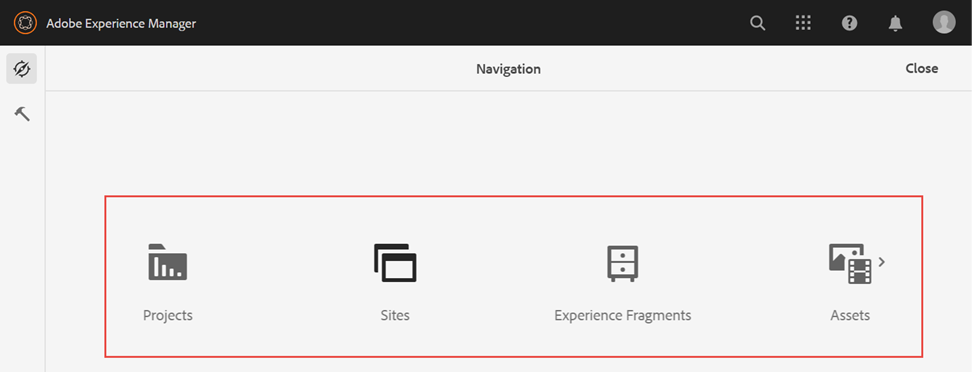 Adobe Experience Manager
Navigation
Close
Projects
Sites
Experience Fragments
Assets